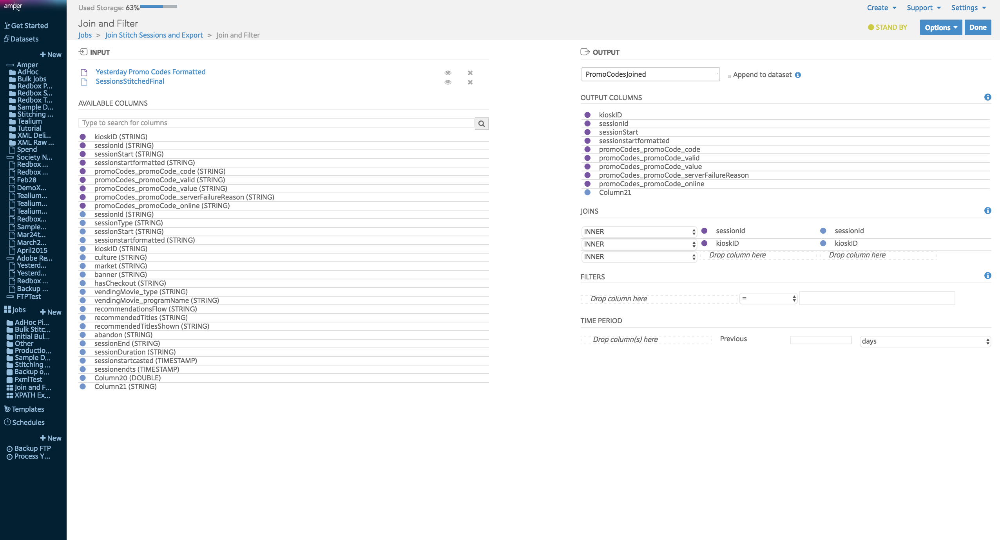 amper
Get Started
Datasets
New
Amper
AdHoc
Bulk Jobs
Redbox P...
Redbox S...
Redbox T...
Sample D...
Stitching ...
Tealium
Tutorial
XML Deli...
XML Raw ...
Spend
Society N...
Redbox ...
Redbox ...
Feb28
DemoX...
Tealium...
Tealium...
Tealium...
Redbox...
Sample...
Mar24t...
March2...
April2015
Adobe Re...
Yesterd...
Yesterd...
Redbox ...
Backup ...
FTPTest
Jobs
New
AdHoc Pi...
Bulk Stitc...
Initial Bul...
Other
Productio...
Sample D...
Stitching ...
Backup o...
FxmlTest
Join and F...
XPATH Ex...
Templates
Schedules
New
Backup FTP
Process Y...
Used Storage: 63%
Create Support Settings
Join and Filter
Jobs > Join Stitch Sessions and Export > Join and Filter
STAND BY Options Done
INPUT
Yesterday Promo Codes Formatted
SessionsStitchedFinal
AVAILABLE COLUMNS
Type to search for columns
kioskID (STRING)
sessionId (STRING)
sessionStart (STRING)
sessionstartformatted (STRING)
promoCodes_promoCode_code (STRING)
promoCodes_promoCode_valid (STRING)
promoCodes_promoCode_value (STRING)
promoCodes_promoCode_serverFailureReason (STRING)
promoCodes_promoCode_online (STRING)
sessionId (STRING)
sessionType (STRING)
sessionStart (STRING)
sessionstartformatted (STRING)
kioskID (STRING)
culture (STRING)
market (STRING)
banner (STRING)
hasCheckout (STRING)
vendingMovie_type (STRING)
vendingMovie_programName (STRING)
recommendationsFlow (STRING)
recommendedTitles (STRING)
recommendedTitlesShown (STRING)
abandon (STRING)
sessionEnd (STRING)
sessionDuration (STRING)
sessionstartcasted (TIMESTAMP)
sessionendts (TIMESTAMP)
Column20 (DOUBLE)
Column21 (STRING)
OUTPUT
PromoCodesJoined Append to dataset
OUTPUT COLUMNS
kioskID
sessionId
sessionStart
sessionstartformatted
promoCodes_promoCode_code
promoCodes_promoCode_valid
promoCodes_promoCode_value
promoCodes_promoCode_serverFailureReason
promoCodes_promoCode_online
Column21
JOINS
INNER sessionId sessionId
INNER kioskID kioskID
INNER Drop column here Drop column here
FILTERS
Drop column here =
TIME PERIOD
Drop column(s) here Previous days